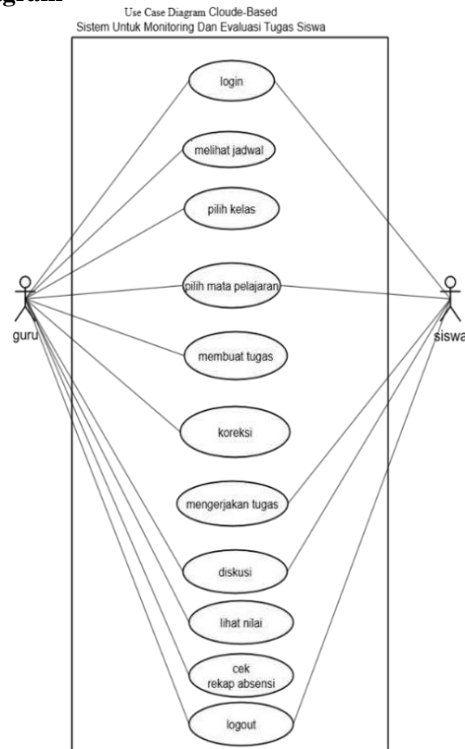 Use Case Diagram Cloude-Based
Sistem Untuk Monitoring Dan Evaluasi Tugas Siswa
login
melihat jadwal
pilih kelas
pilih mata pelajaran
guru
siswa
membuat tugas
koreksi
mengerjakan tugas
diskusi
lihat nilai
cek
rekap absensi
logout